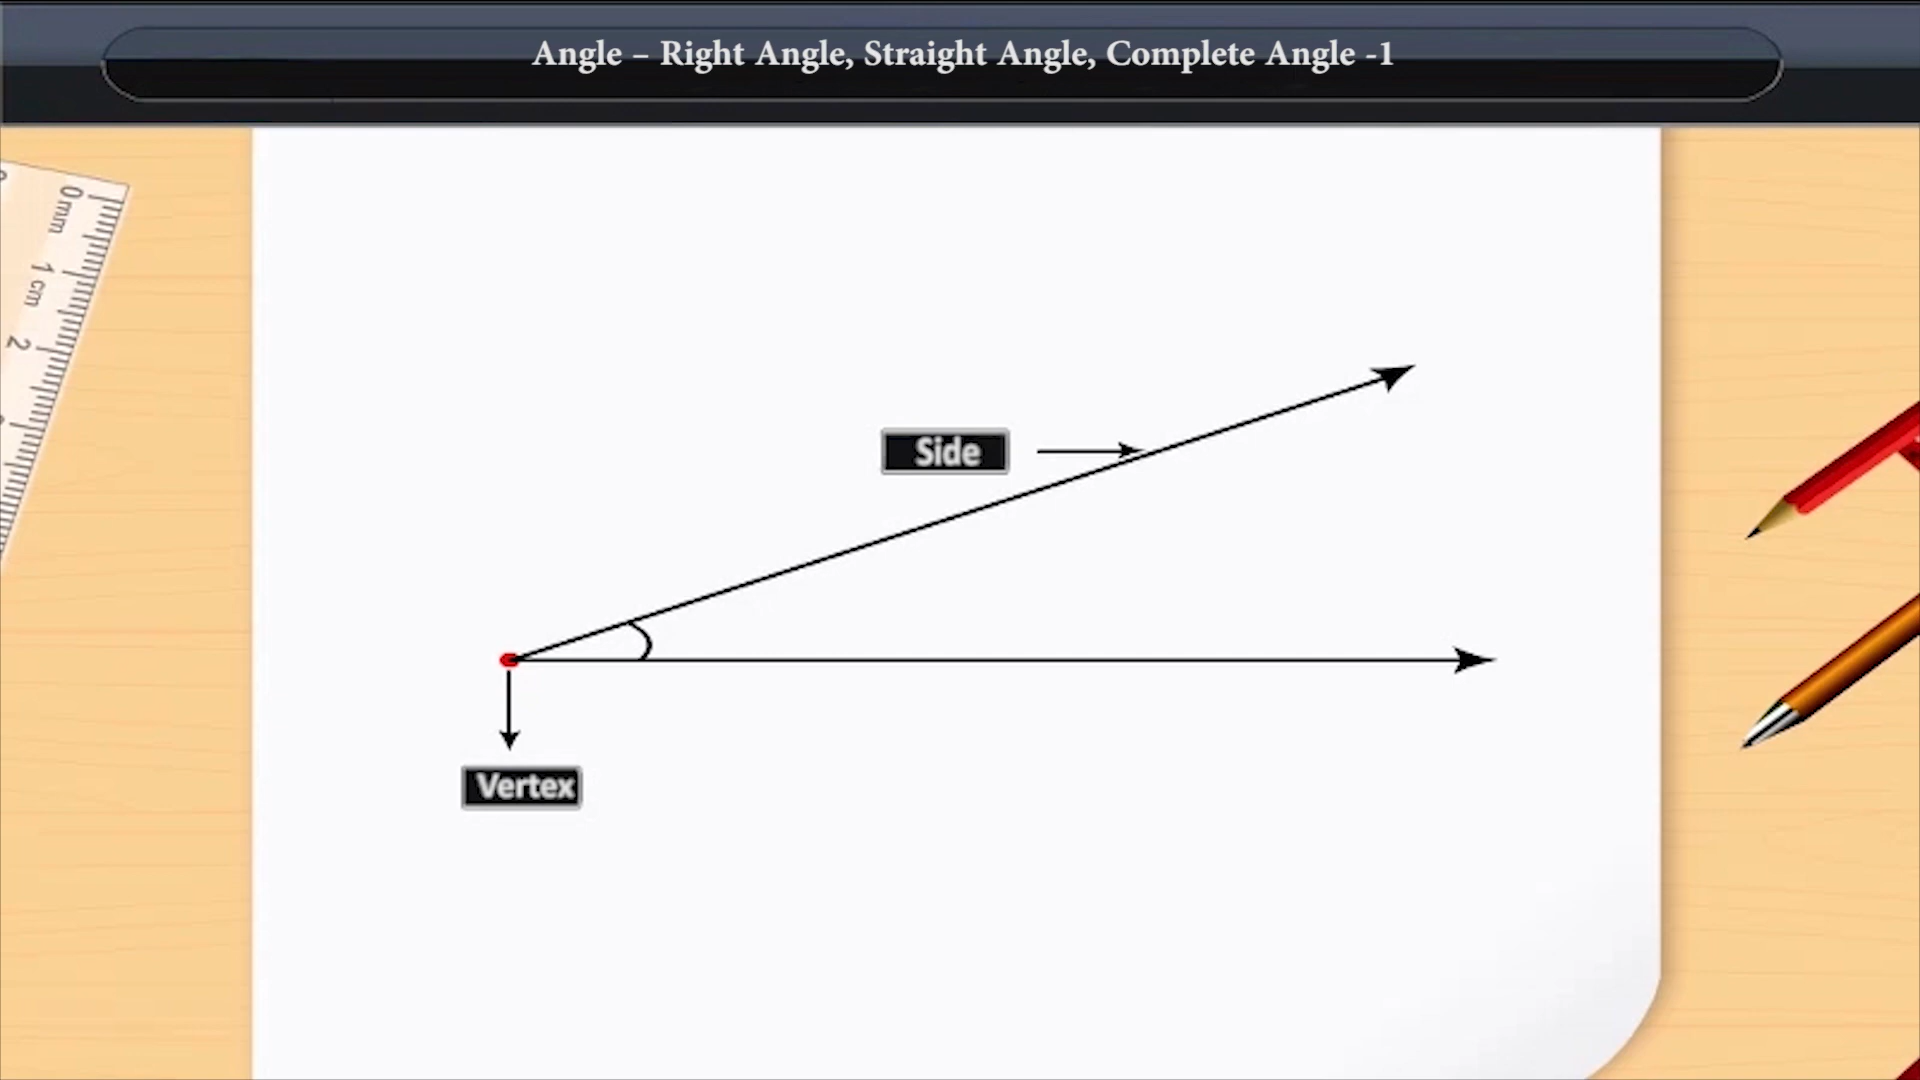 Angle – Right Angle, Straight Angle, Complete Angle -1
0mm
1 cm
2
Side
Vertex